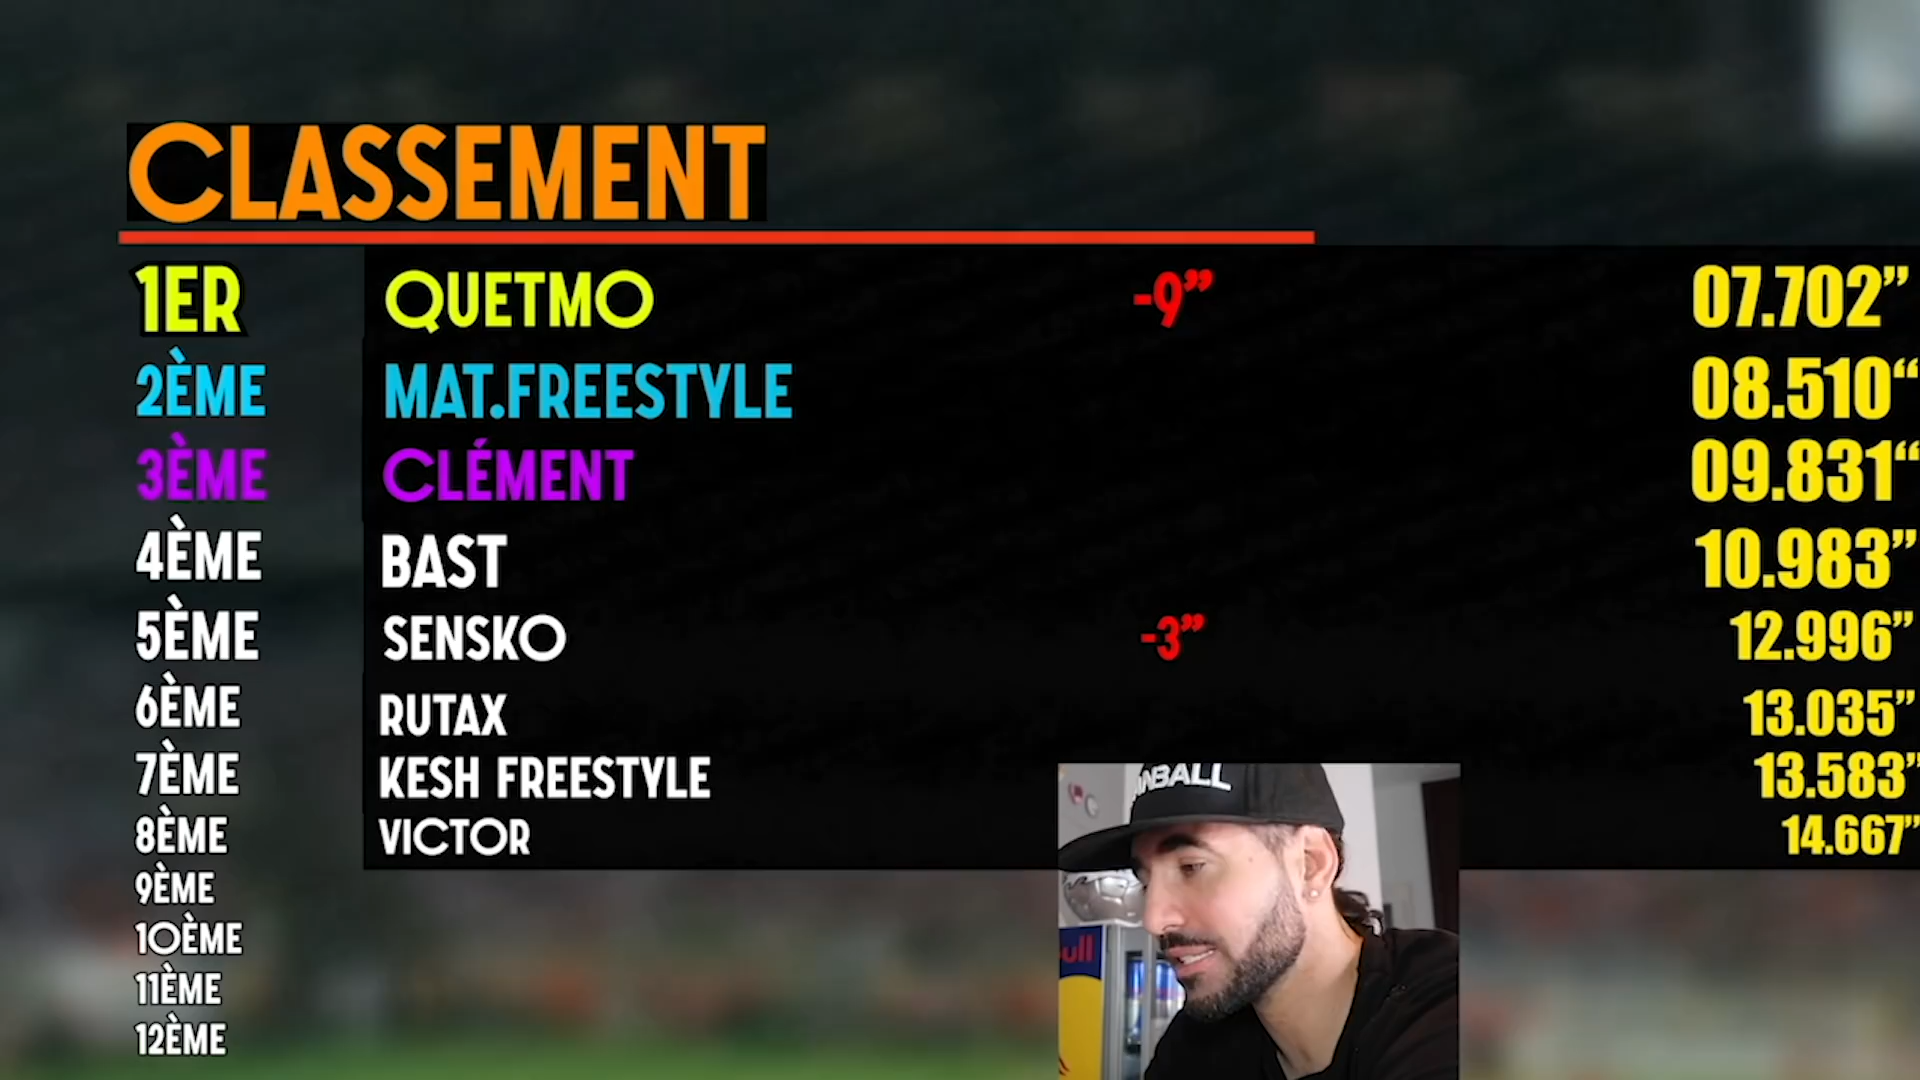 CLASSEMENT
1ER QUETMO -9” 07.702”
2ÈME MAT.FREESTYLE 08.510“
3ÈME CLÉMENT 09.831“
4ÈME BAST 10.983”
5ÈME SENSKO -3” 12.996”
6ÈME RUTAX 13.035”
7ÈME KESH FREESTYLE 13.583”
8ÈME VICTOR 14.667”
9ÈME
10ÈME
11ÈME
12ÈME